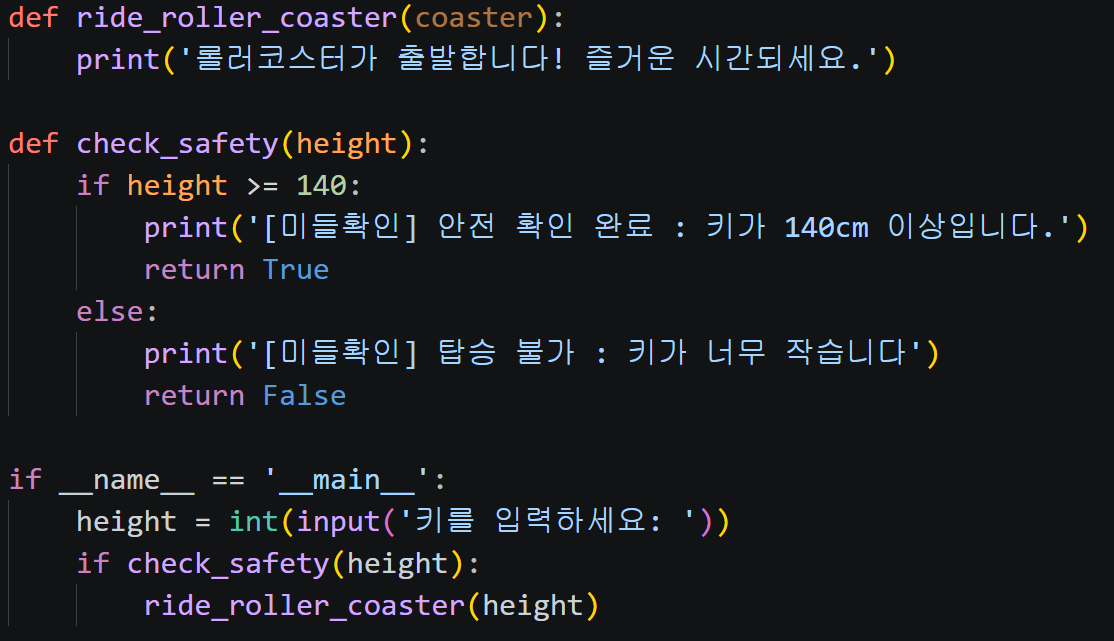 def ride_roller_coaster(coaster):
    print('롤러코스터가 출발합니다! 즐거운 시간되세요.')

def check_safety(height):
    if height >= 140:
        print('[미들확인] 안전 확인 완료 : 키가 140cm 이상입니다.')
        return True
    else:
        print('[미들확인] 탑승 불가 : 키가 너무 작습니다')
        return False

if __name__ == '__main__':
    height = int(input('키를 입력하세요: '))
    if check_safety(height):
        ride_roller_coaster(height)